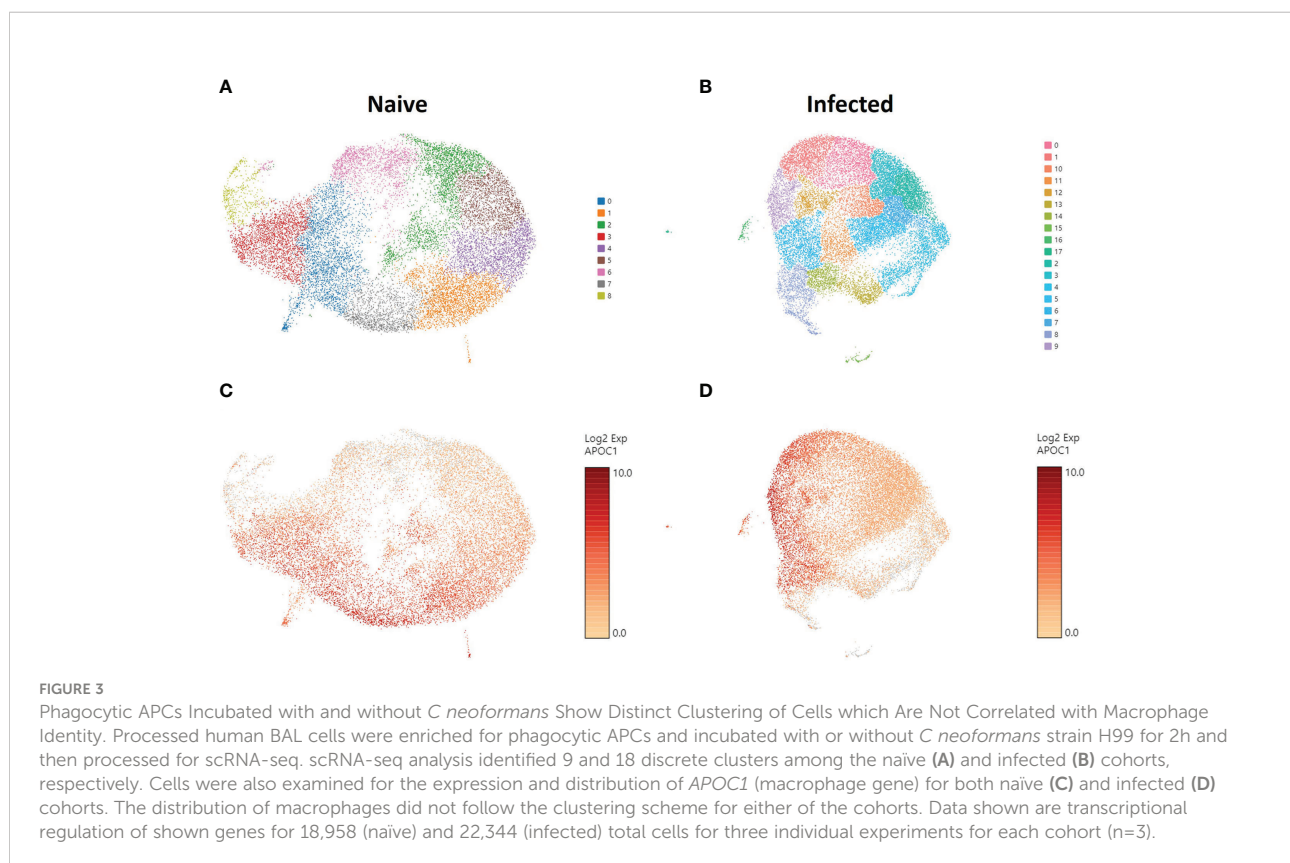 A
Naive
0
1
2
3
4
5
6
7
8
B
Infected
0
1
10
11
12
13
14
15
16
17
2
3
4
5
6
7
8
9
C
Log2 Exp
APOC1
10.0
0.0
D
Log2 Exp
APOC1
10.0
0.0
FIGURE 3
Phagocytic APCs Incubated with and without C neoformans Show Distinct Clustering of Cells which Are Not Correlated with Macrophage
Identity. Processed human BAL cells were enriched for phagocytic APCs and incubated with or without C neoformans strain H99 for 2h and
then processed for scRNA-seq. scRNA-seq analysis identified 9 and 18 discrete clusters among the naïve (A) and infected (B) cohorts,
respectively. Cells were also examined for the expression and distribution of APOC1 (macrophage gene) for both naïve (C) and infected (D)
cohorts. The distribution of macrophages did not follow the clustering scheme for either of the cohorts. Data shown are transcriptional
regulation of shown genes for 18,958 (naïve) and 22,344 (infected) total cells for three individual experiments for each cohort (n=3).